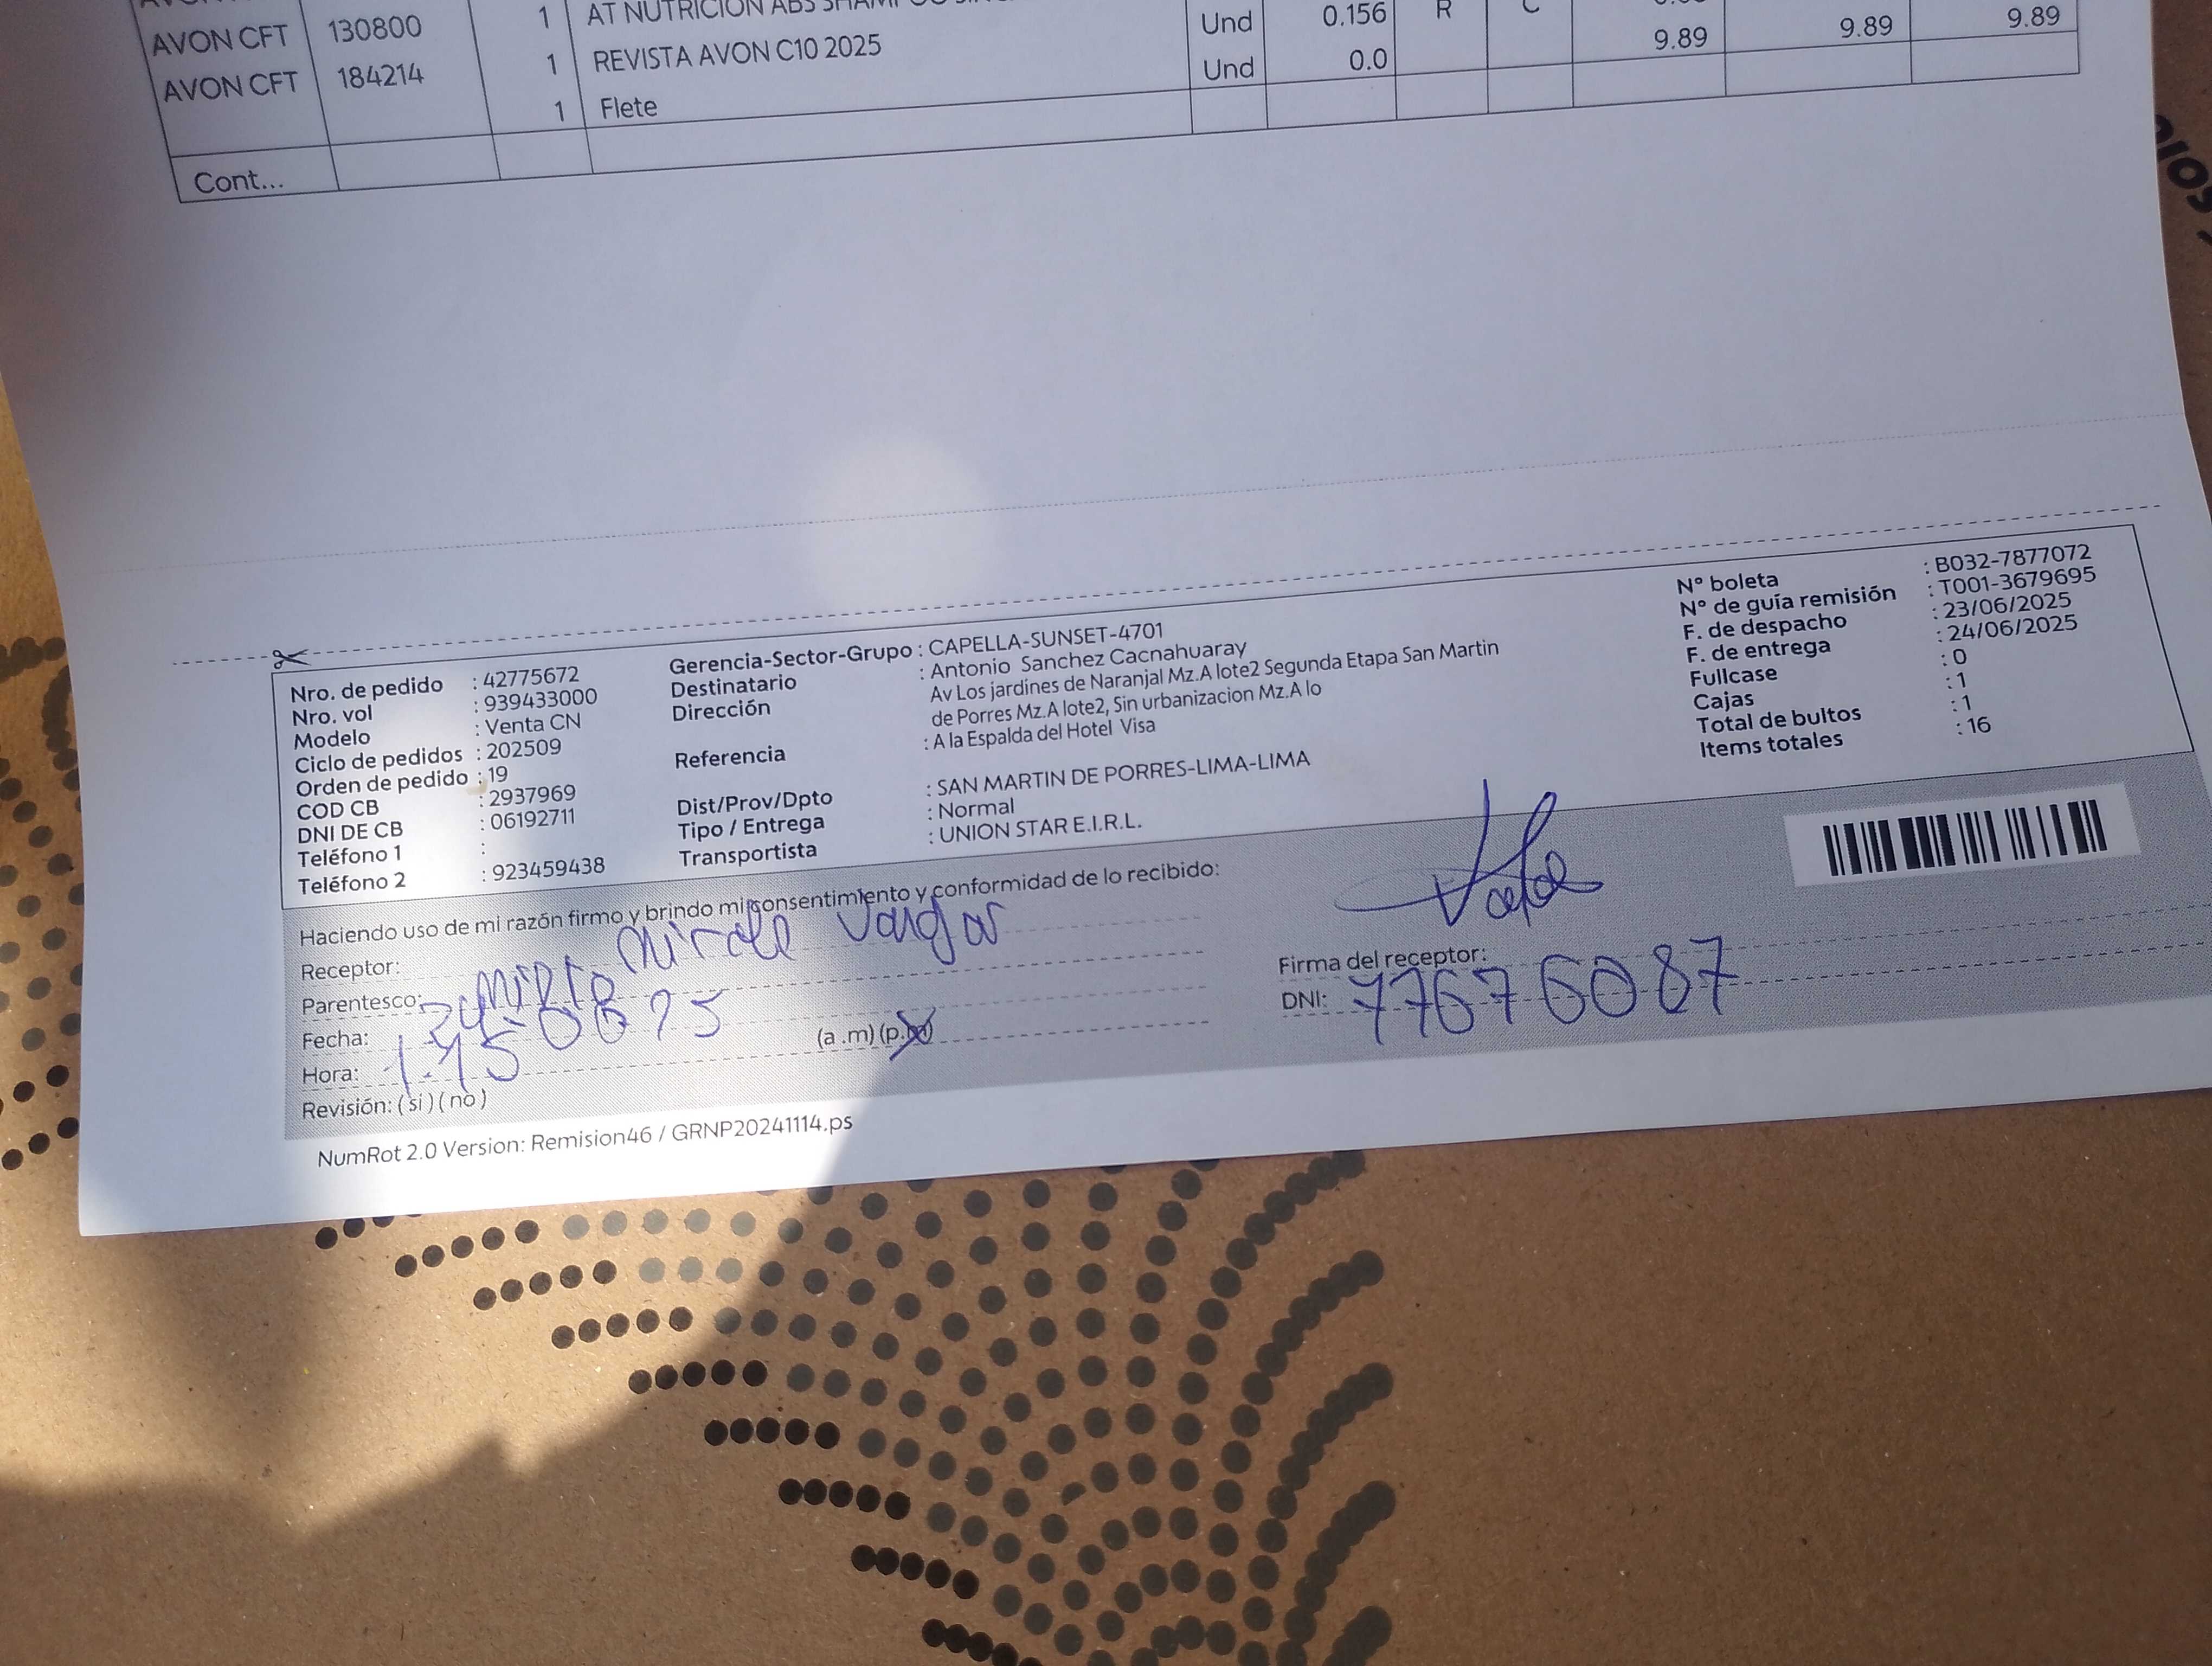 AVON CFT 130800 1 AT NUTRICION ABS Und 0.156 R C
AVON CFT 184214 1 REVISTA AVON C10 2025 Und 0.0 9.89 9.89 9.89
1 Flete
Cont...
Nro. de pedido : 42775672
Nro. vol : 939433000
Modelo : Venta CN
Ciclo de pedidos : 202509
Orden de pedido : 19
COD CB : 2937969
DNI DE CB : 06192711
Teléfono 1 :
Teléfono 2 : 923459438
Gerencia-Sector-Grupo : CAPELLA-SUNSET-4701
Destinatario : Antonio Sanchez Cacnahuaray
Dirección : Av Los jardines de Naranjal Mz.A lote2 Segunda Etapa San Martin
de Porres Mz.A lote2, Sin urbanizacion Mz.A lo
Referencia : A la Espalda del Hotel Visa
Dist/Prov/Dpto : SAN MARTIN DE PORRES-LIMA-LIMA
Tipo / Entrega : Normal
Transportista : UNION STAR E.I.R.L.
N° boleta : B032-7877072
N° de guía remisión : T001-3679695
F. de despacho : 23/06/2025
F. de entrega : 24/06/2025
Fullcase : 0
Cajas : 1
Total de bultos : 1
Items totales : 16
Haciendo uso de mi razón firmo y brindo mi consentimiento y conformidad de lo recibido:
Receptor: Vargas
Parentesco:
Fecha:
Hora: 1.45 (a .m) (p.m)
Revisión: ( si ) ( no )
Firma del receptor:
DNI: 77676087
NumRot 2.0 Version: Remision46 / GRNP20241114.ps